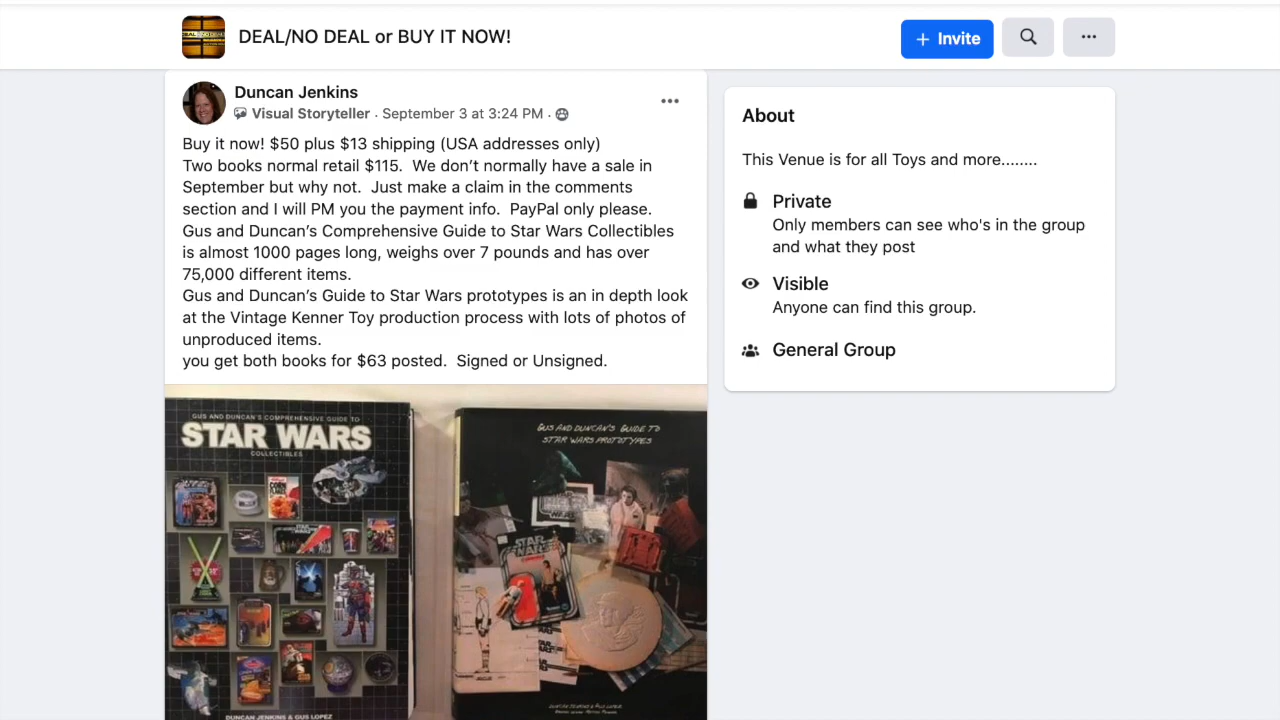 DEAL/NO DEAL or BUY IT NOW!
+ Invite
Duncan Jenkins
Visual Storyteller · September 3 at 3:24 PM ·
Buy it now! $50 plus $13 shipping (USA addresses only)
Two books normal retail $115.  We don’t normally have a sale in
September but why not.  Just make a claim in the comments
section and I will PM you the payment info.  PayPal only please.
Gus and Duncan’s Comprehensive Guide to Star Wars Collectibles
is almost 1000 pages long, weighs over 7 pounds and has over
75,000 different items.
Gus and Duncan’s Guide to Star Wars prototypes is an in depth look
at the Vintage Kenner Toy production process with lots of photos of
unproduced items.
you get both books for $63 posted.  Signed or Unsigned.
GUS AND DUNCAN'S COMPREHENSIVE GUIDE TO
STAR WARS
COLLECTIBLES
DUNCAN JENKINS & GUS LOPEZ
GUS AND DUNCAN'S GUIDE TO
STAR WARS PROTOTYPES
STAR
WARS
About
This Venue is for all Toys and more........
Private
Only members can see who's in the group
and what they post
Visible
Anyone can find this group.
General Group